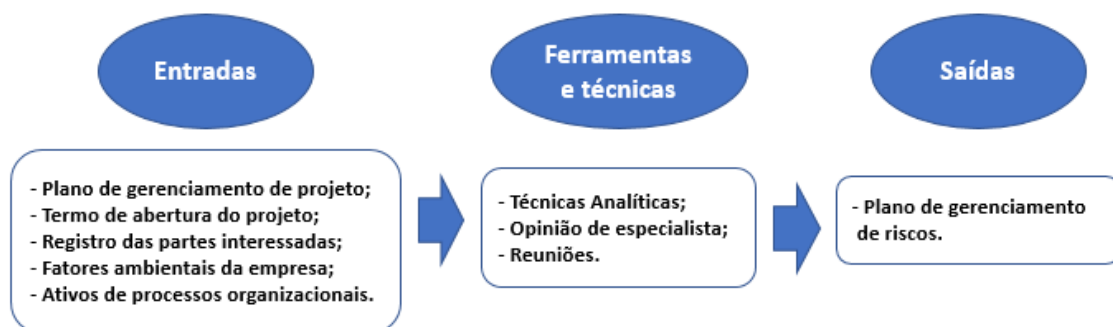 Entradas
- Plano de gerenciamento de projeto;
- Termo de abertura do projeto;
- Registro das partes interessadas;
- Fatores ambientais da empresa;
- Ativos de processos organizacionais.
Ferramentas
e técnicas
- Técnicas Analíticas;
- Opinião de especialista;
- Reuniões.
Saídas
- Plano de gerenciamento
de riscos.